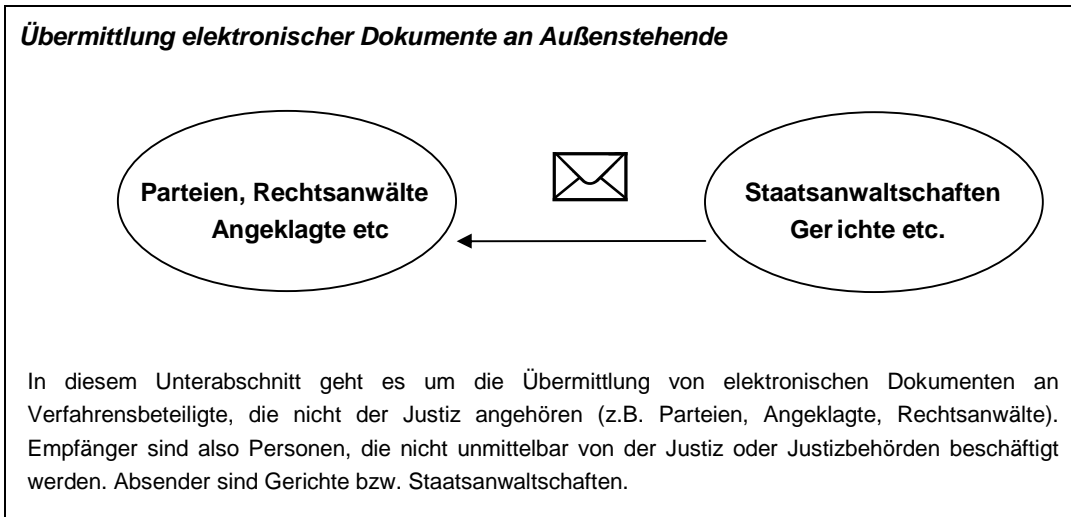 Übermittlung elektronischer Dokumente an Außenstehende
Parteien, Rechtsanwälte
Angeklagte etc
Staatsanwaltschaften
Ger ichte etc.
In diesem Unterabschnitt geht es um die Übermittlung von elektronischen Dokumenten an
Verfahrensbeteiligte, die nicht der Justiz angehören (z.B. Parteien, Angeklagte, Rechtsanwälte).
Empfänger sind also Personen, die nicht unmittelbar von der Justiz oder Justizbehörden beschäftigt
werden. Absender sind Gerichte bzw. Staatsanwaltschaften.